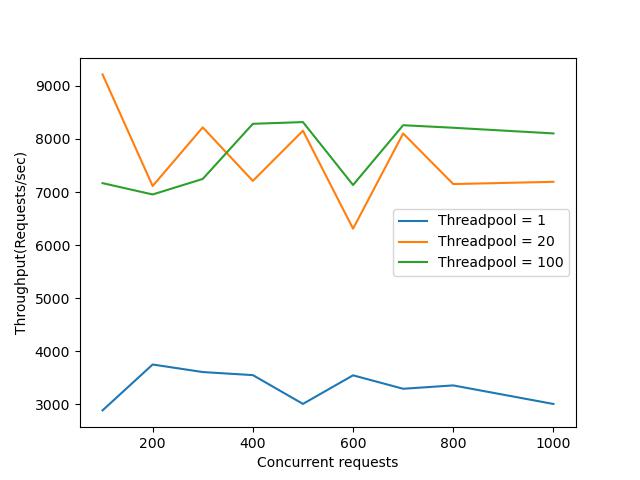 9000
8000
7000
6000
5000
4000
3000
Throughput(Requests/sec)
Threadpool = 1
Threadpool = 20
Threadpool = 100
200 400 600 800 1000
Concurrent requests